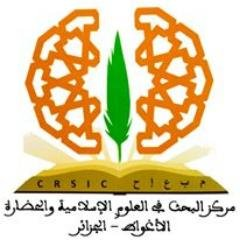 CRSIC م ب ع إ ح
مركز البحث في العلوم الإسلامية والحضارة
الأغواط - الجزائر